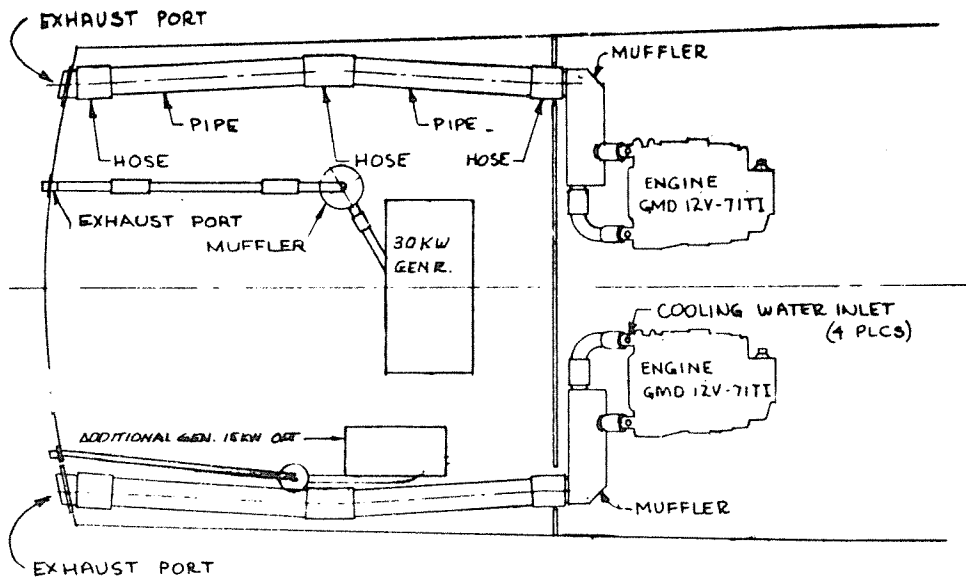 EXHAUST PORT
MUFFLER
PIPE
PIPE
HOSE
HOSE
HOSE
ENGINE
GMD 12V-71TI
EXHAUST PORT
MUFFLER
30KW
GENR.
COOLING WATER INLET
(4 PLCS)
ENGINE
GMD 12V-71TI
ADDITIONAL GEN. 15KW OPT
MUFFLER
EXHAUST PORT